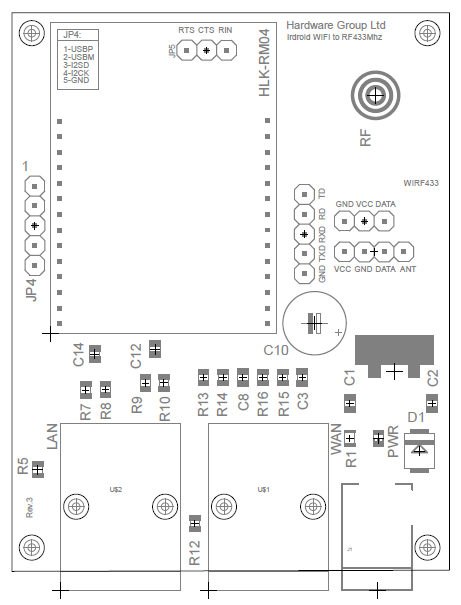 JP4:
1-USBP
2-USBM
3-I2SD
4-I2CK
5-GND
RTS CTS RIN
JP5
HLK-RM04
Hardware Group Ltd
Irdroid WIFI to RF433Mhz
RF
WIRF433
1
JP4
TD
RD
RXD
TXD
GND
GND VCC DATA
VCC GND DATA ANT
C10
C14
C12
R7
R8
R9
R10
R13
R14
C8
R16
R15
C3
C1
C2
D1
LAN
WAN
R1
PWR
R5
U$2
U$1
Rev.3
R12